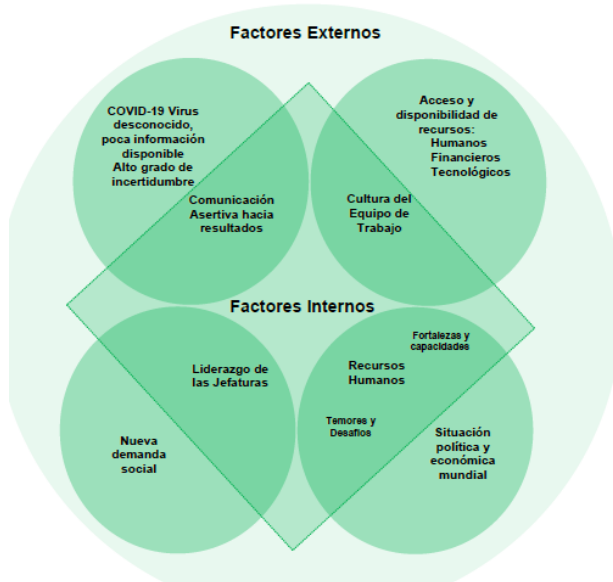 Factores Externos
COVID-19 Virus
desconocido,
poca información
disponible
Alto grado de
incertidumbre
Acceso y
disponibilidad de
recursos:
Humanos
Financieros
Tecnológicos
Comunicación
Asertiva hacia
resultados
Cultura del
Equipo de
Trabajo
Factores Internos
Liderazgo de
las Jefaturas
Fortalezas y
capacidades
Recursos
Humanos
Temores y
Desafios
Nueva
demanda
social
Situación
política y
económica
mundial